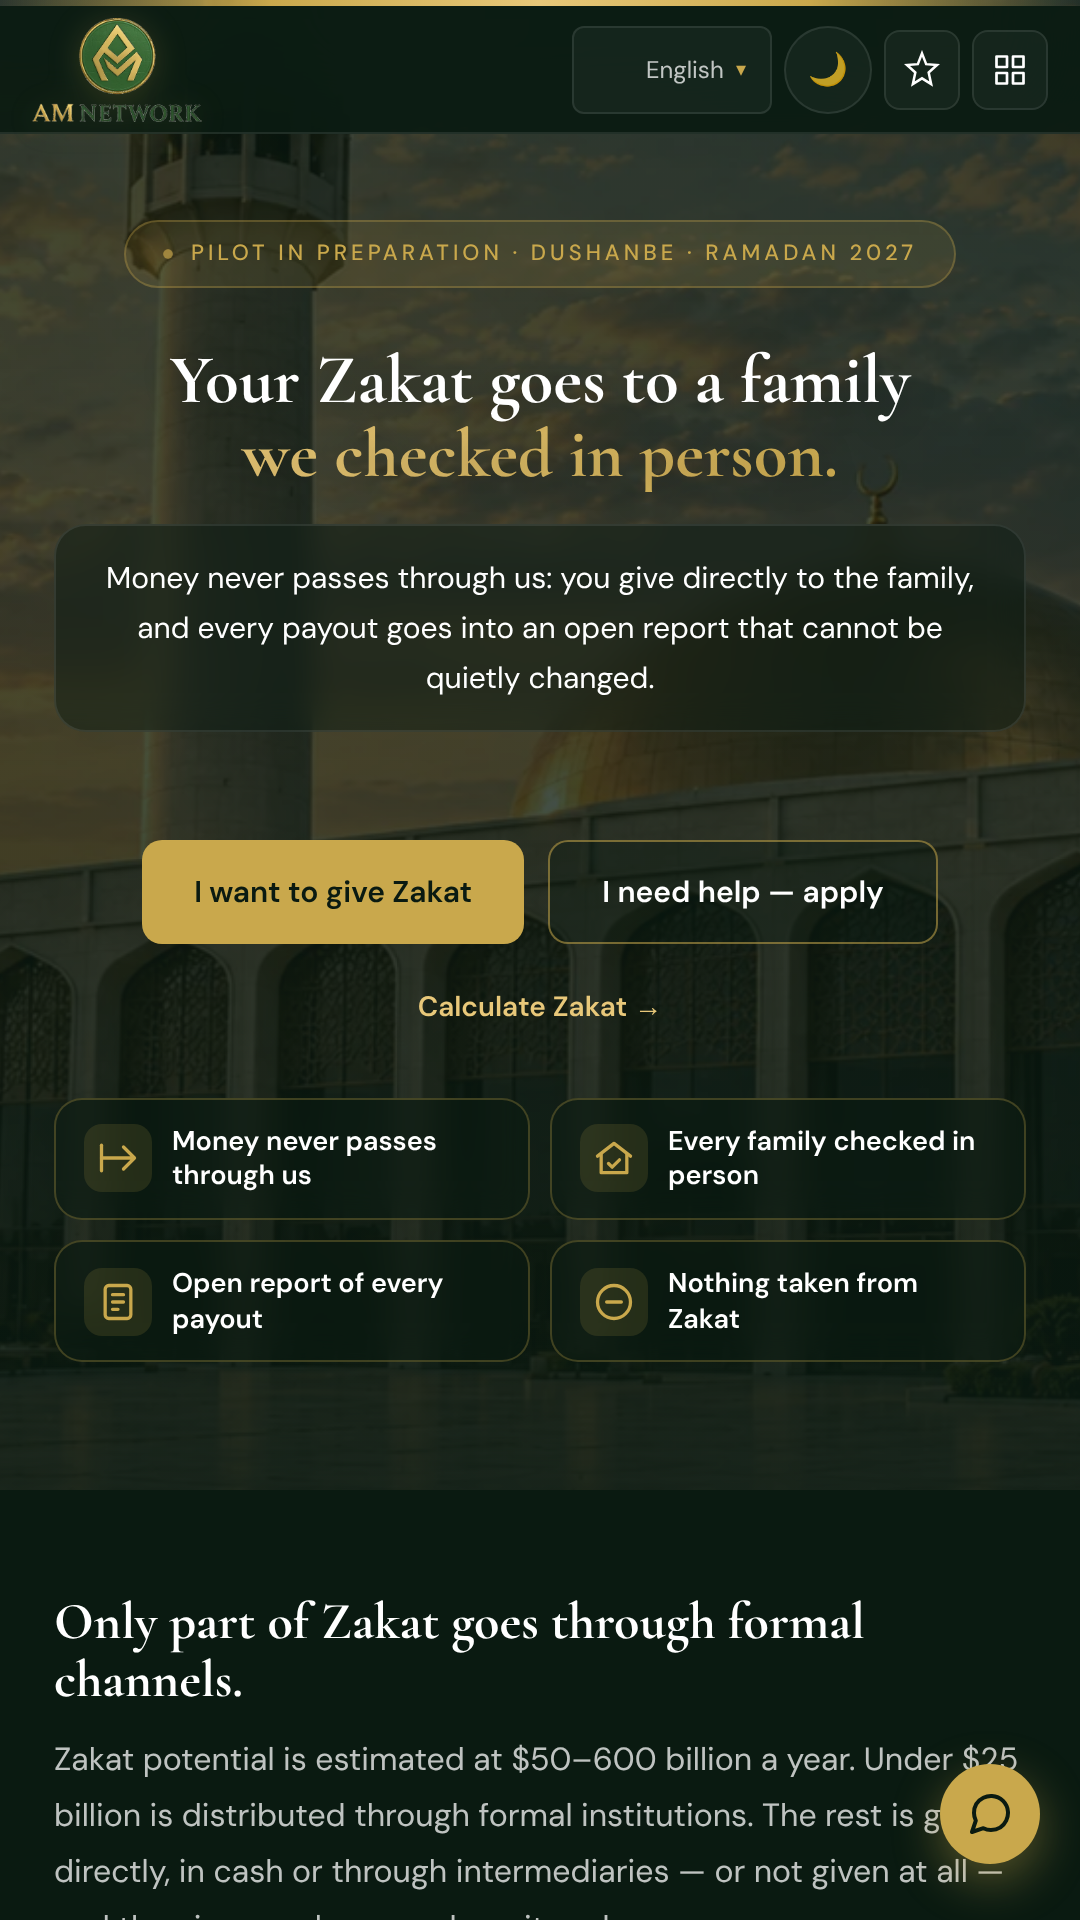 AM NETWORK
English ▾
PILOT IN PREPARATION · DUSHANBE · RAMADAN 2027
Your Zakat goes to a family
we checked in person.
Money never passes through us: you give directly to the family,
and every payout goes into an open report that cannot be
quietly changed.
I want to give Zakat
I need help — apply
Calculate Zakat →
Money never passes
through us
Every family checked in
person
Open report of every
payout
Nothing taken from
Zakat
Only part of Zakat goes through formal
channels.
Zakat potential is estimated at $50–600 billion a year. Under $25
billion is distributed through formal institutions. The rest is
directly, in cash or through intermediaries — or not given at all —